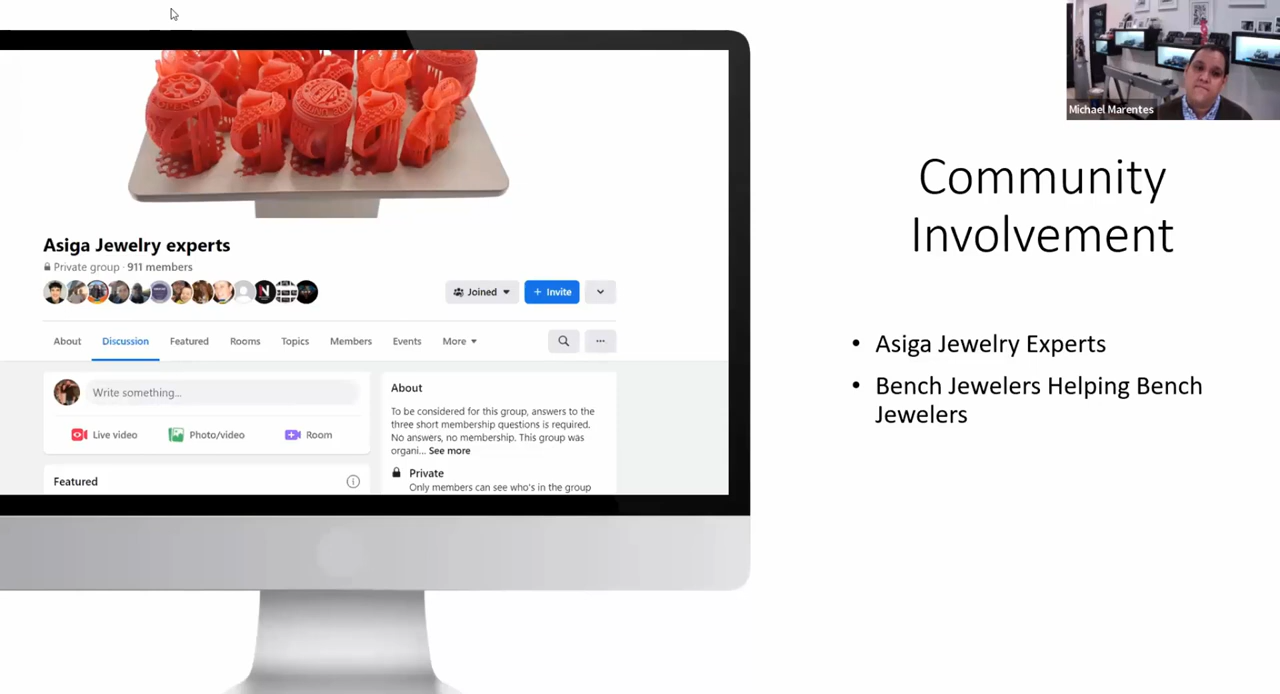 Michael Marentes
Community
Involvement
• Asiga Jewelry Experts
• Bench Jewelers Helping Bench
Jewelers
Asiga Jewelry experts
Private group · 911 members
Joined
+ Invite
About
Discussion
Featured
Rooms
Topics
Members
Events
More
Write something...
Live video
Photo/video
Room
Featured
About
To be considered for this group, answers to the
three short membership questions is required.
No answers, no membership. This group was
organi... See more
Private
Only members can see who's in the group